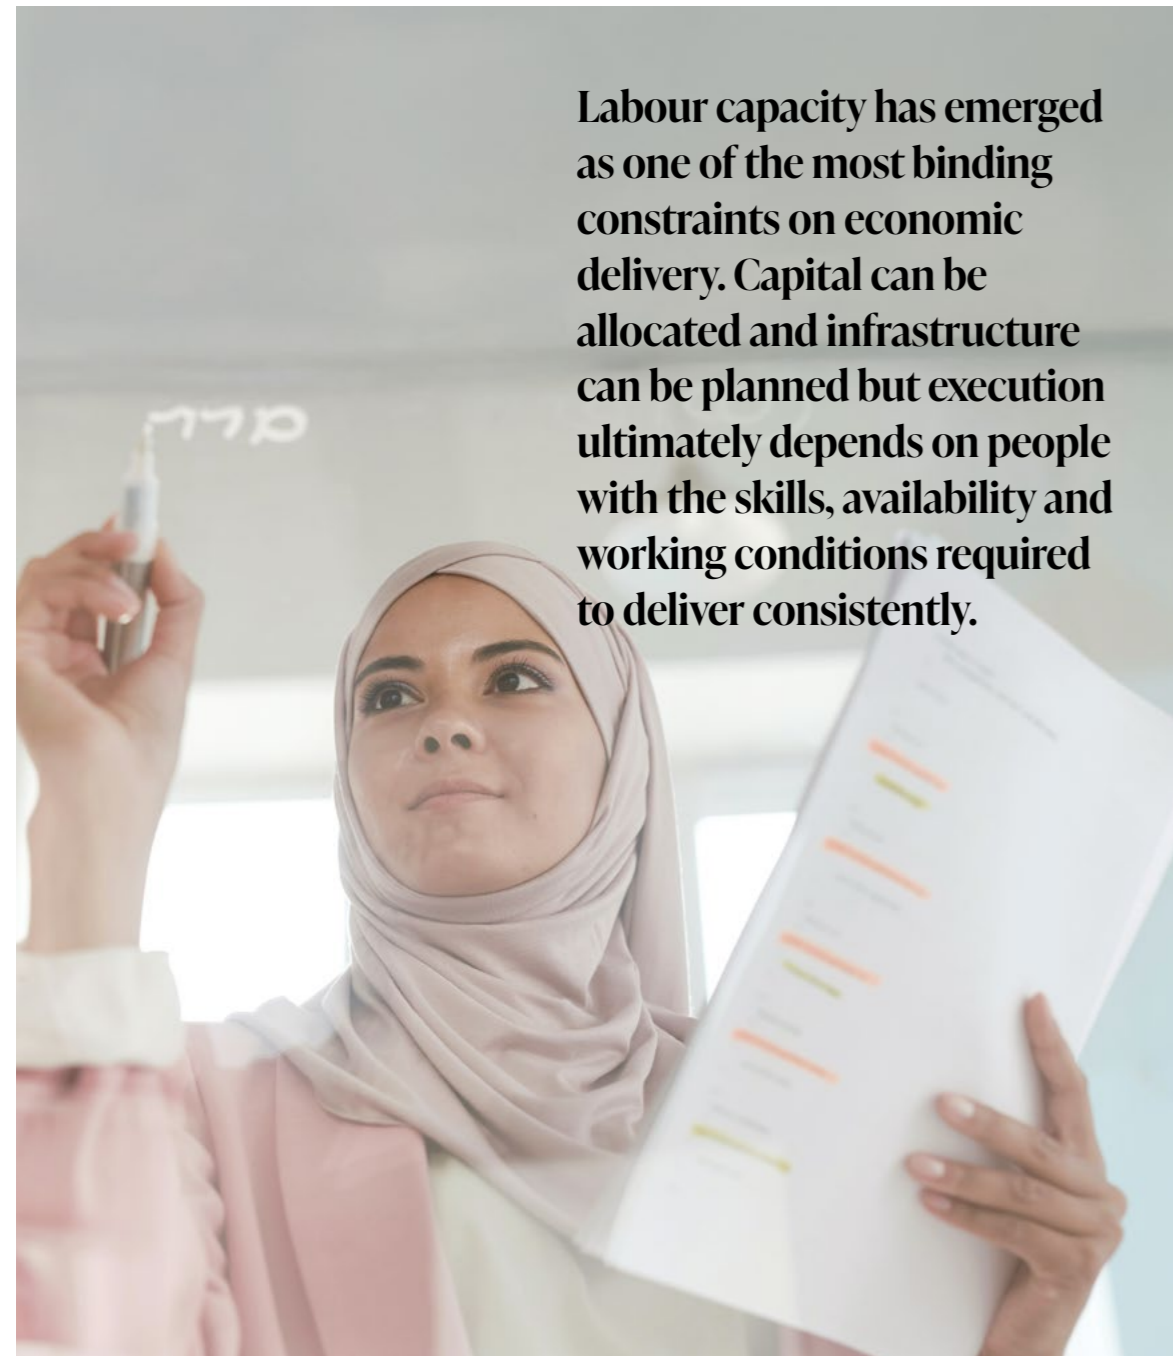 Labour capacity has emerged
as one of the most binding
constraints on economic
delivery. Capital can be
allocated and infrastructure
can be planned but execution
ultimately depends on people
with the skills, availability and
working conditions required
to deliver consistently.